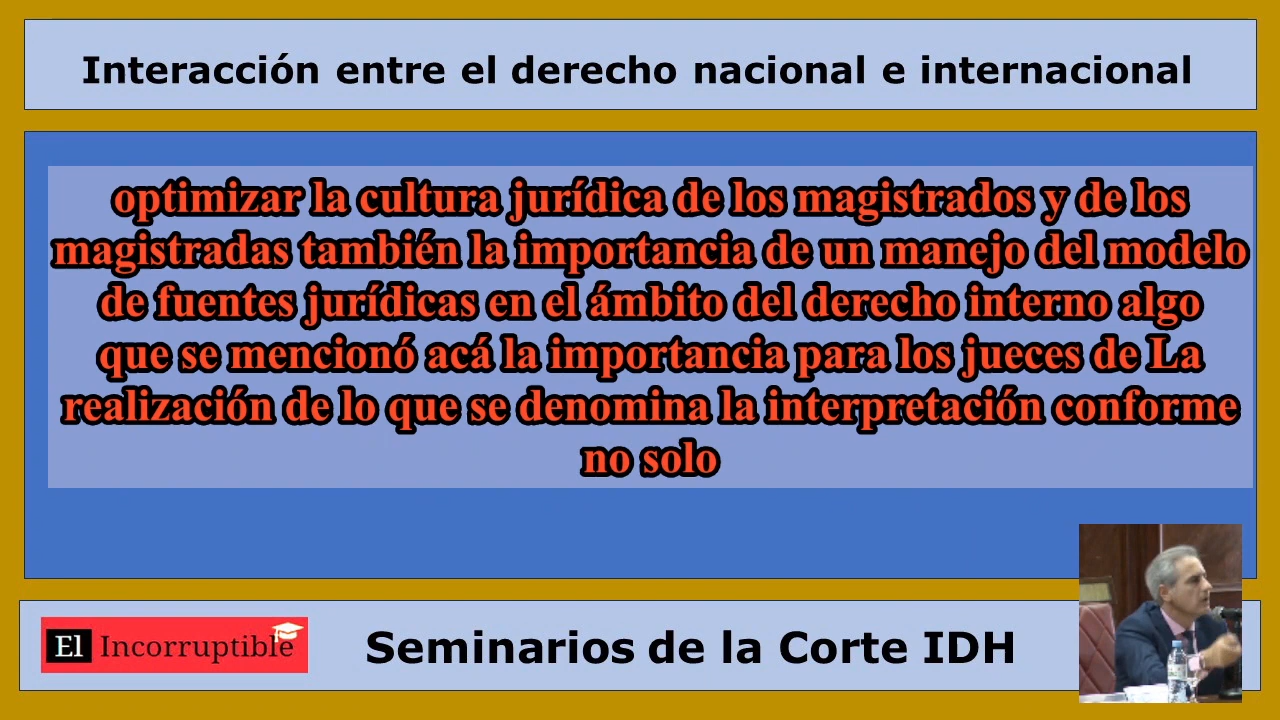 Interacción entre el derecho nacional e internacional
optimizar la cultura jurídica de los magistrados y de los
magistradas también la importancia de un manejo del modelo
de fuentes jurídicas en el ámbito del derecho interno algo
que se mencionó acá la importancia para los jueces de La
realización de lo que se denomina la interpretación conforme
no solo
El Incorruptible
Seminarios de la Corte IDH